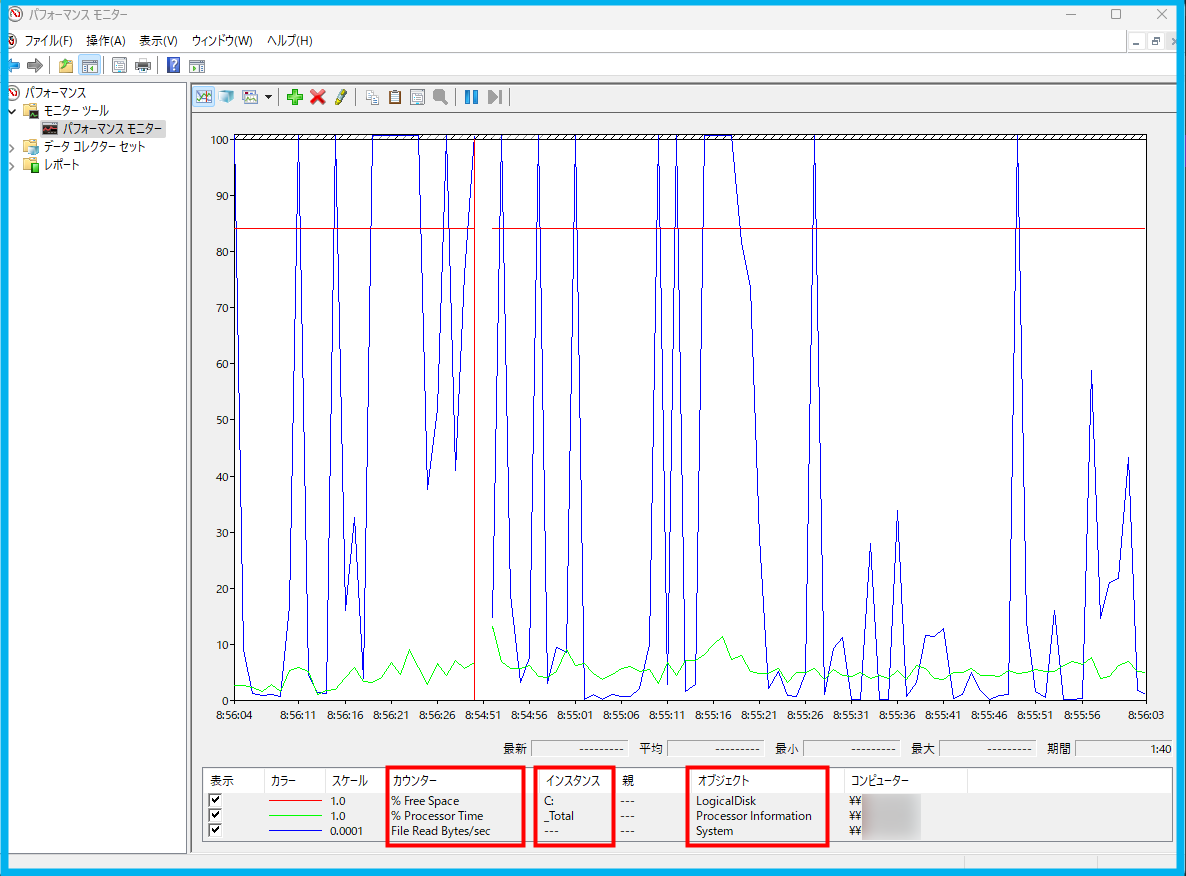 パフォーマンス モニター
ファイル(F) 操作(A) 表示(V) ウィンドウ(W) ヘルプ(H)
パフォーマンス
モニター ツール
パフォーマンス モニター
データ コレクター セット
レポート
100
90
80
70
60
50
40
30
20
10
0
8:56:04 8:56:11 8:56:16 8:56:21 8:56:26 8:54:51 8:54:56 8:55:01 8:55:06 8:55:11 8:55:16 8:55:21 8:55:26 8:55:31 8:55:36 8:55:41 8:55:46 8:55:51 8:55:56 8:56:03
最新 --------- 平均 --------- 最小 --------- 最大 --------- 期間 1:40
表示 カラー スケール カウンター インスタンス 親 オブジェクト コンピューター
1.0 % Free Space C: --- LogicalDisk ¥¥
1.0 % Processor Time _Total --- Processor Information ¥¥
0.0001 File Read Bytes/sec --- --- System ¥¥